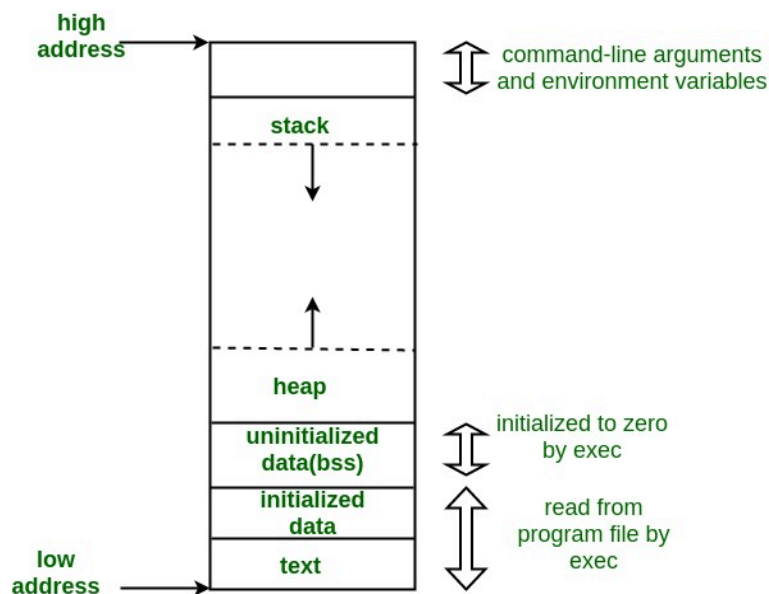 high
address
command-line arguments
and environment variables
stack
heap
uninitialized
data(bss)
initialized to zero
by exec
initialized
data
read from
program file by
exec
text
low
address